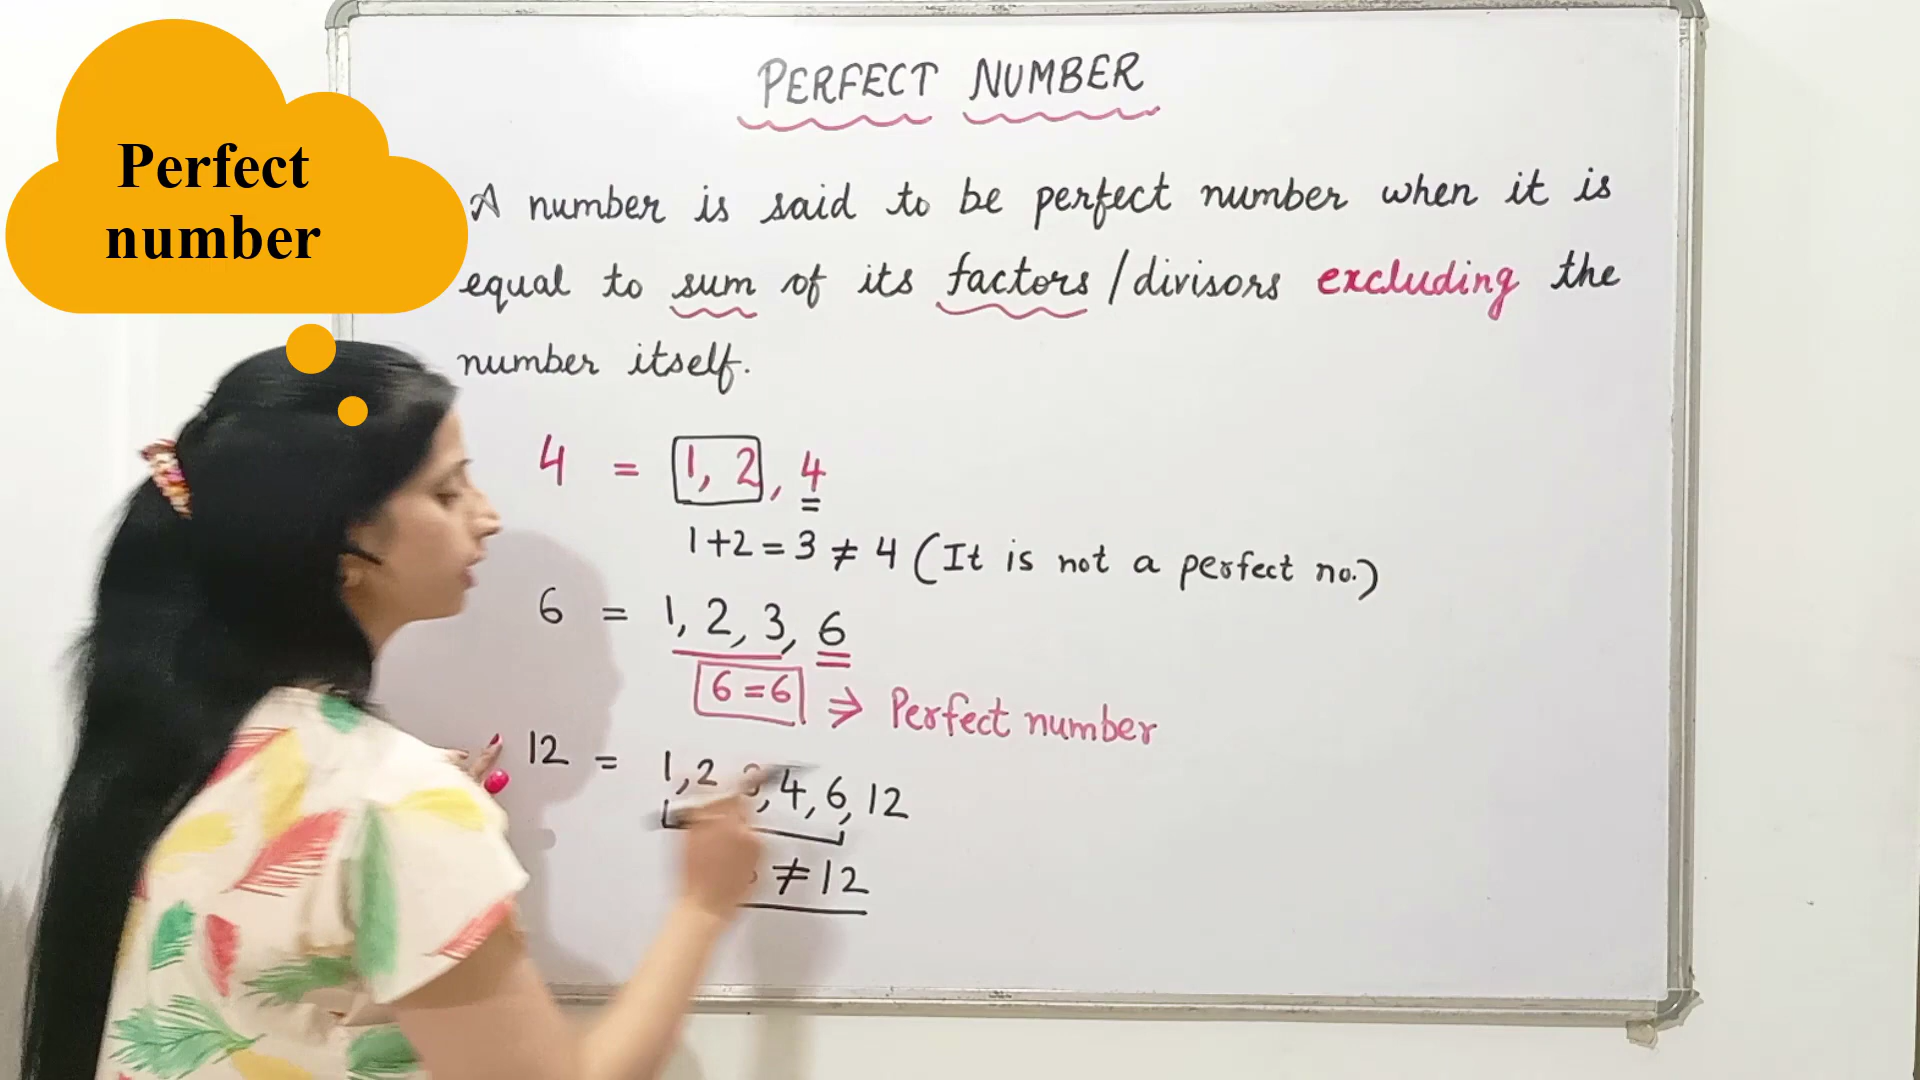 Perfect
number
PERFECT NUMBER
A number is said to be perfect number when it is
equal to sum of its factors/divisors excluding the
number itself.
4 = 1, 2, 4
1+2=3 ≠ 4 (It is not a perfect no.)
6 = 1, 2, 3, 6
6=6 ⇒ Perfect number
12 = 1,2 3,4,6,12
≠12